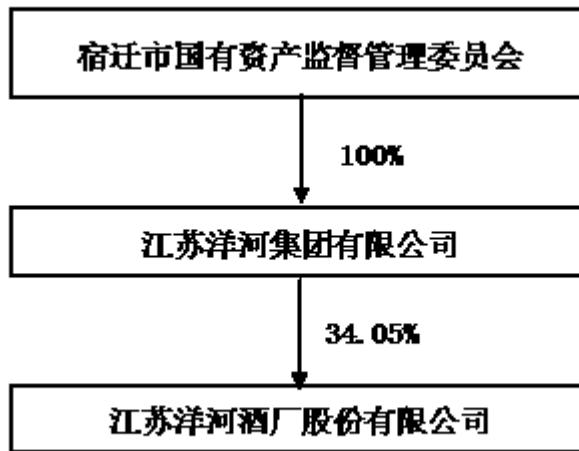 宿迁市国有资产监督管理委员会
100%
江苏洋河集团有限公司
34.05%
江苏洋河酒厂股份有限公司